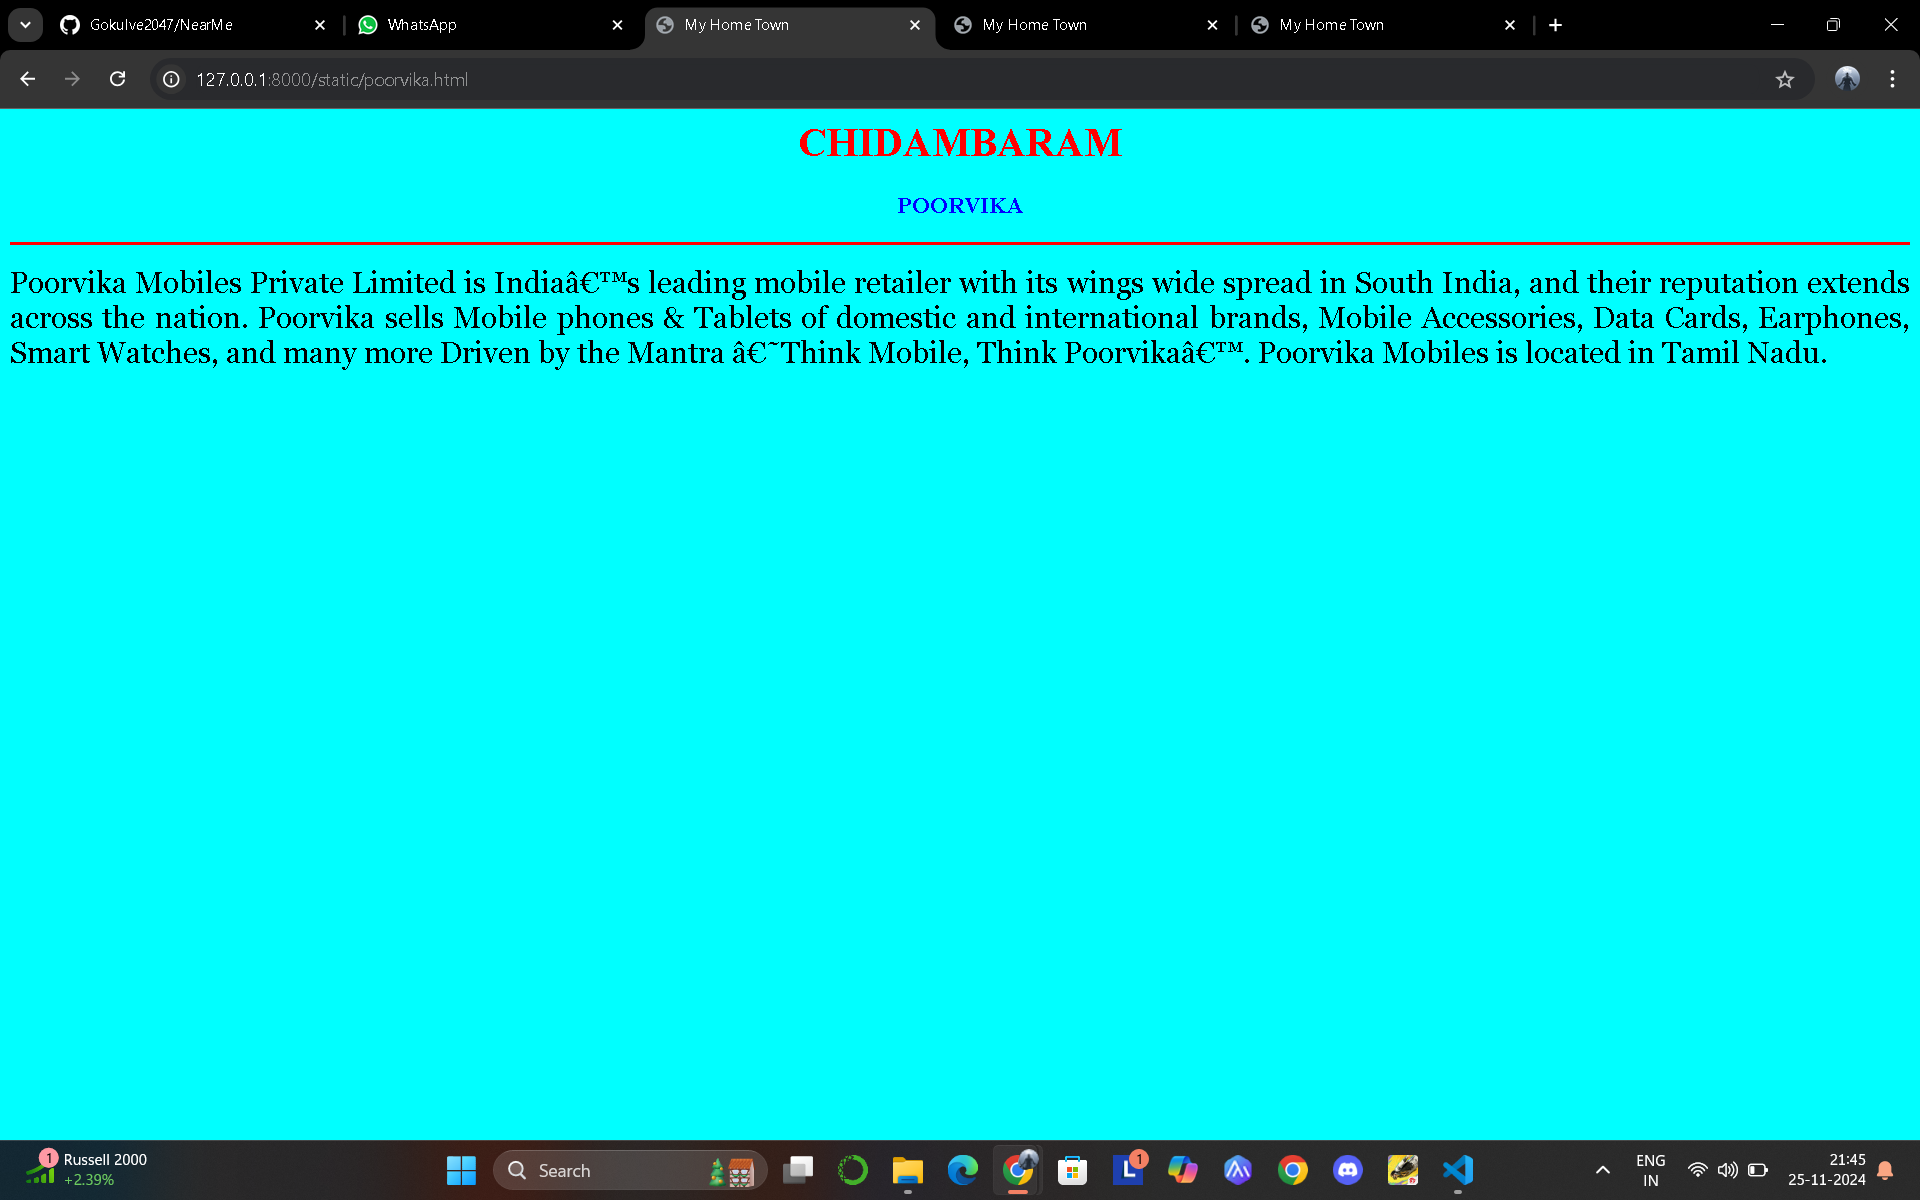 Gokulve2047/NearMe
WhatsApp
My Home Town
My Home Town
My Home Town
127.0.0.1:8000/static/poorvika.html
CHIDAMBARAM
POORVIKA
Poorvika Mobiles Private Limited is Indiaâ€™s leading mobile retailer with its wings wide spread in South India, and their reputation extends
across the nation. Poorvika sells Mobile phones & Tablets of domestic and international brands, Mobile Accessories, Data Cards, Earphones,
Smart Watches, and many more Driven by the Mantra â€˜Think Mobile, Think Poorvikaâ€™. Poorvika Mobiles is located in Tamil Nadu.
1
Russell 2000
+2.39%
Search
L
1
ENG
IN
21:45
25-11-2024